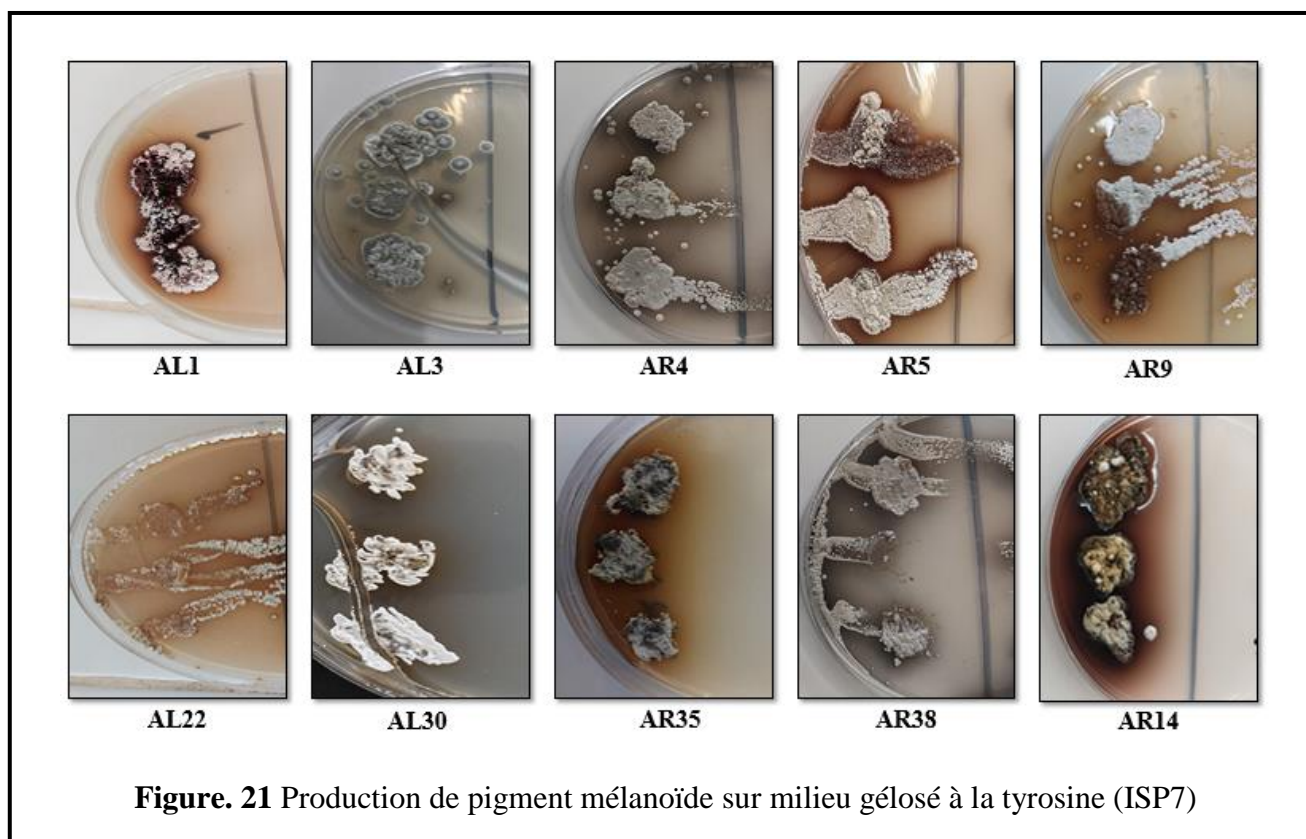 AL1 AL3 AR4 AR5 AR9
AL22 AL30 AR35 AR38 AR14
Figure. 21 Production de pigment mélanoïde sur milieu gélosé à la tyrosine (ISP7)